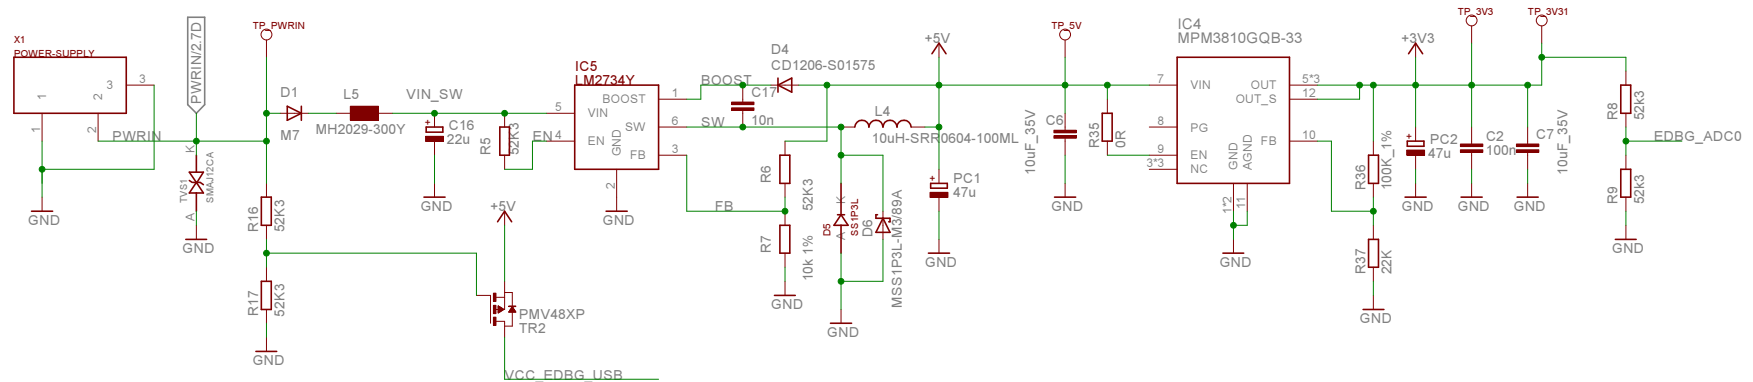 X1
POWER-SUPPLY
3
1
2
3
1
2
PWRIN
GND
PWRIN/2.7D
K
TVS1
SMAJ12CA
A
GND
TP_PWRIN
D1
M7
R16
52K3
R17
52K3
GND
L5
MH2029-300Y
VIN_SW
C16
22u
GND
R5
52K3
EN
+5V
PMV48XP
TR2
VCC_EDBG_USB
IC5
LM2734Y
5
VIN
4
EN
GND
2
BOOST
1
SW
6
FB
3
GND
BOOST
SW
FB
C17
10n
D4
CD1206-S01575
R6
52K3
R7
10k 1%
GND
K
D5
SS1P3L
A
D6
MSS1P3L-M3/89A
GND
L4
10uH-SRR0604-100ML
+5V
PC1
47u
GND
TP_5V
C6
10uF_35V
GND
R35
0R
IC4
MPM3810GQB-33
7
VIN
8
PG
9
EN
3*3
NC
GND
AGND
1*2
11
OUT
5*3
OUT_S
12
FB
10
GND
R36
100K_1%
R37
22K
GND
+3V3
PC2
47u
GND
TP_3V3
C2
100n
GND
TP_3V31
C7
10uF_35V
GND
R8
52k3
EDBG_ADC0
R9
52k3
GND